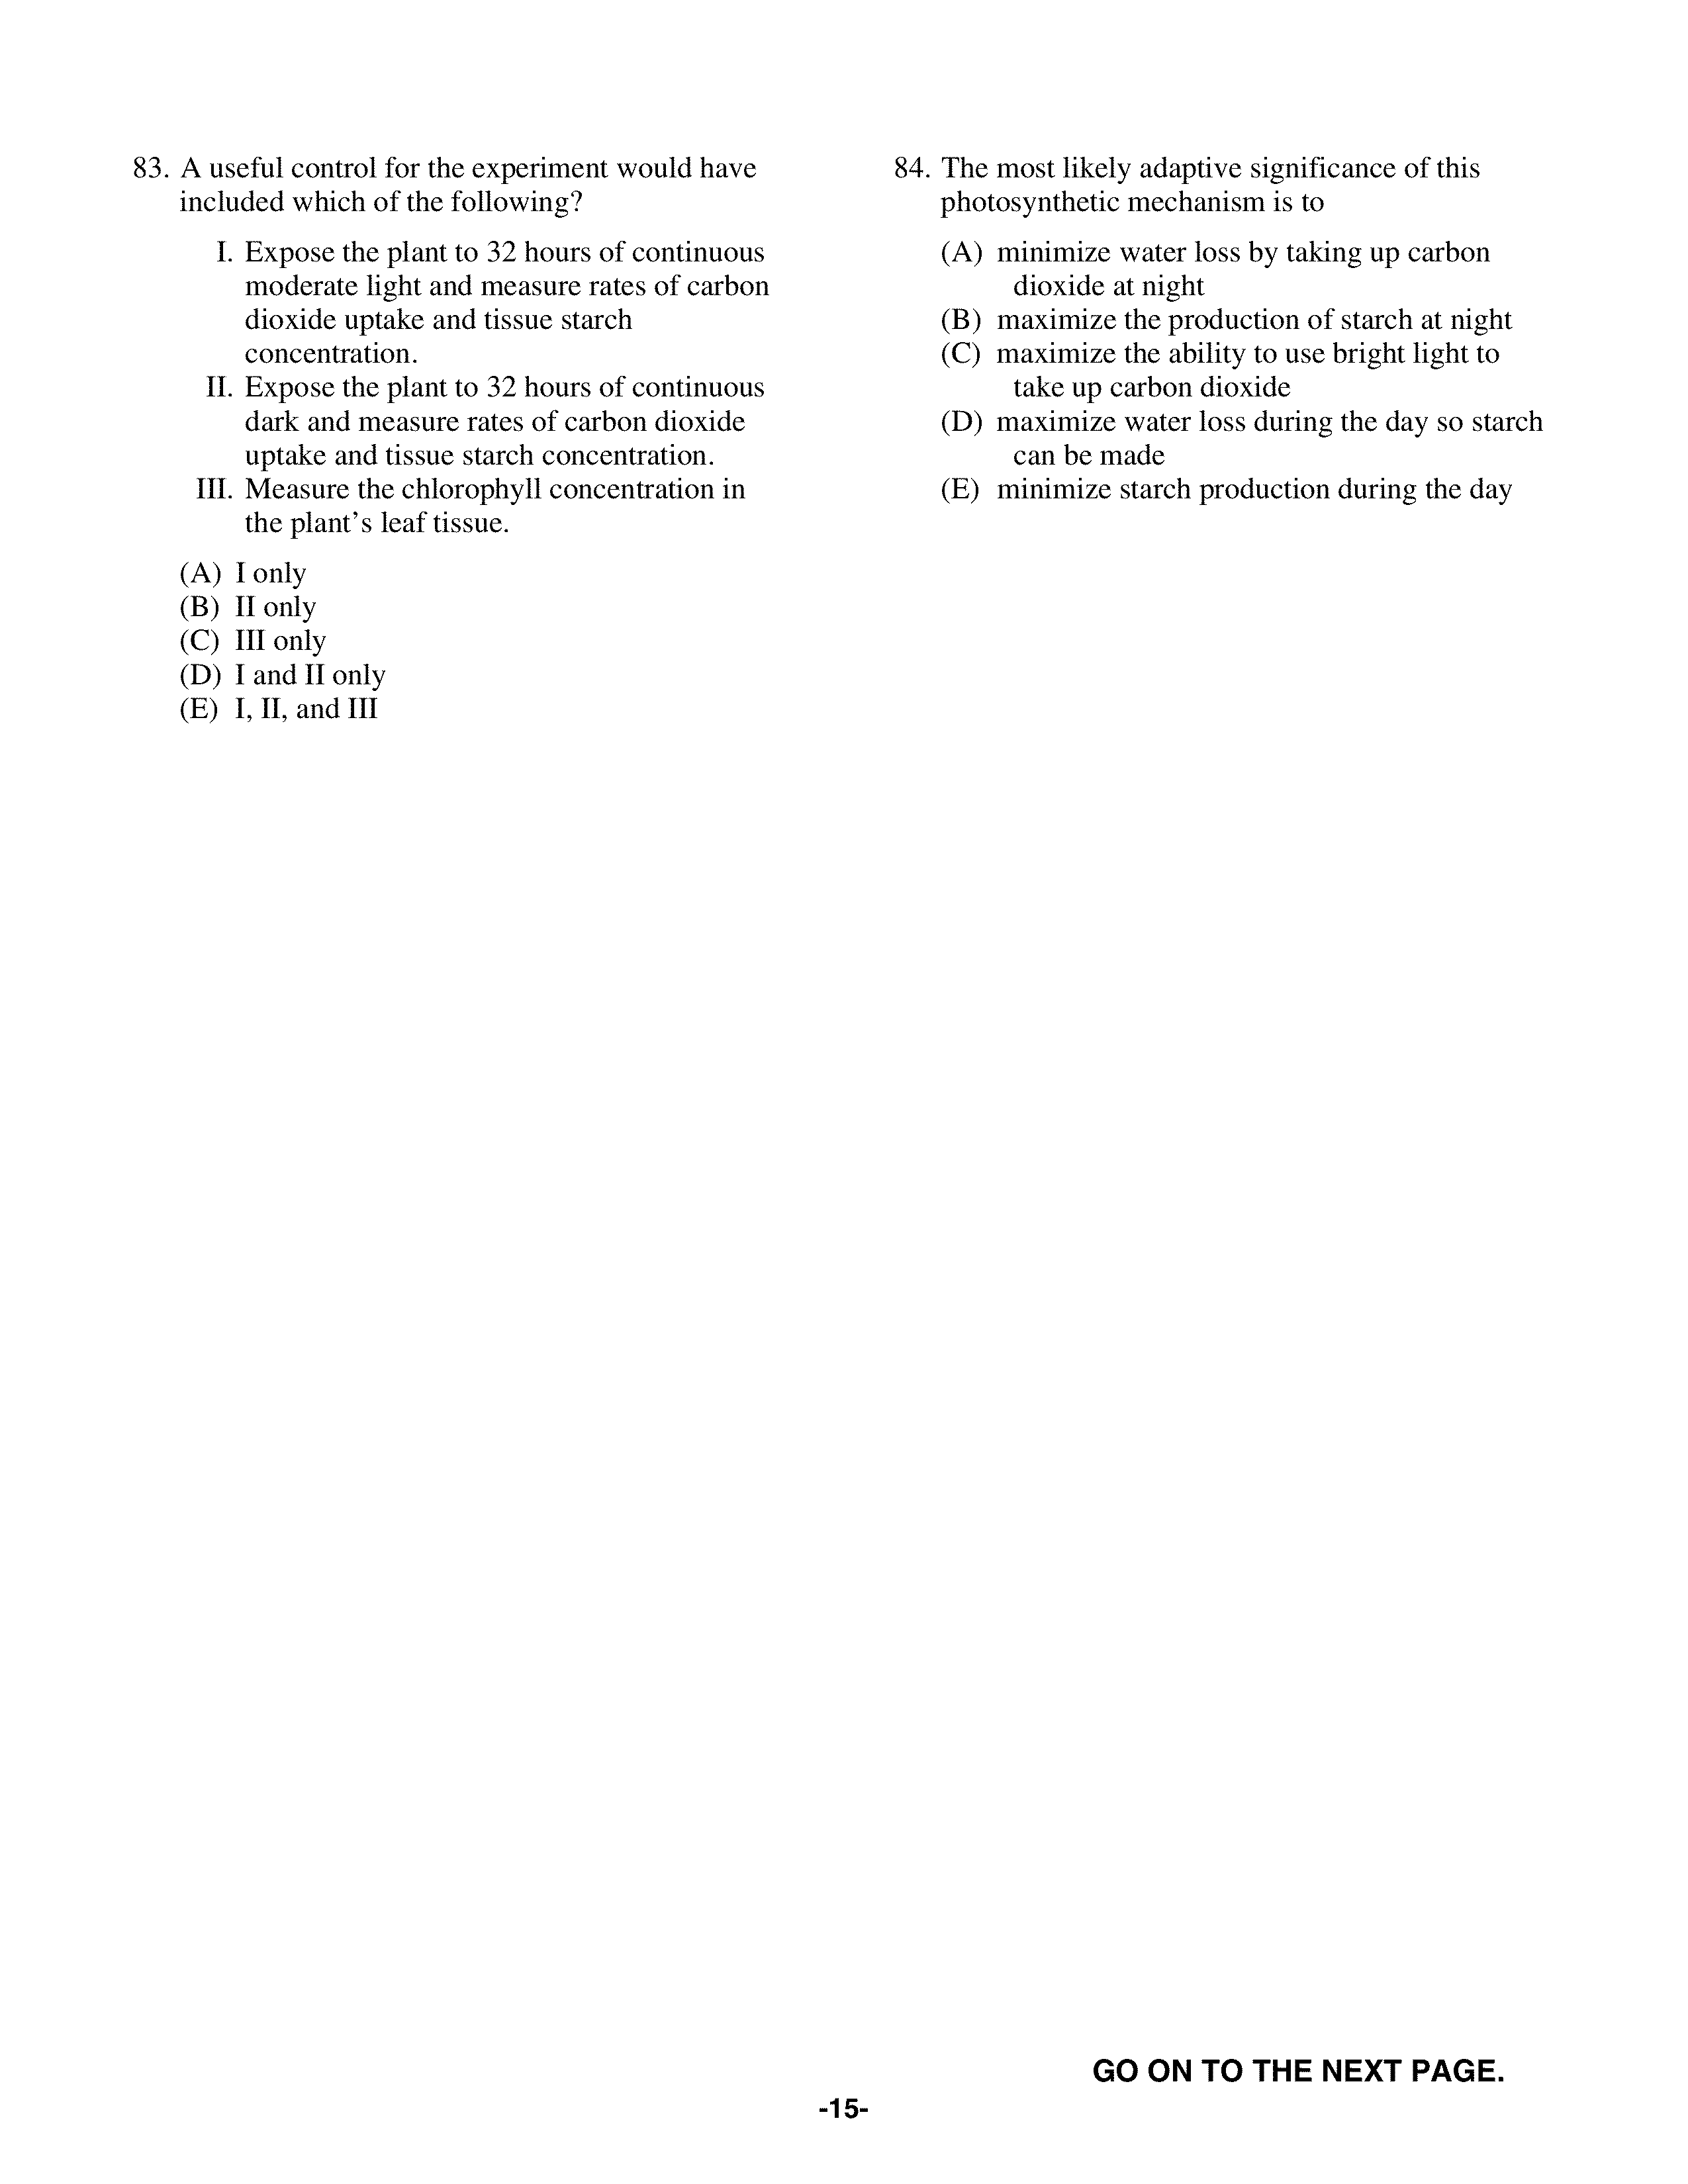 83. A useful control for the experiment would have
included which of the following?
I. Expose the plant to 32 hours of continuous
moderate light and measure rates of carbon
dioxide uptake and tissue starch
concentration.
II. Expose the plant to 32 hours of continuous
dark and measure rates of carbon dioxide
uptake and tissue starch concentration.
III. Measure the chlorophyll concentration in
the plant's leaf tissue.
(A) I only
(B) II only
(C) III only
(D) I and II only
(E) I, II, and III
84. The most likely adaptive significance of this
photosynthetic mechanism is to
(A) minimize water loss by taking up carbon
dioxide at night
(B) maximize the production of starch at night
(C) maximize the ability to use bright light to
take up carbon dioxide
(D) maximize water loss during the day so starch
can be made
(E) minimize starch production during the day
GO ON TO THE NEXT PAGE.
-15-